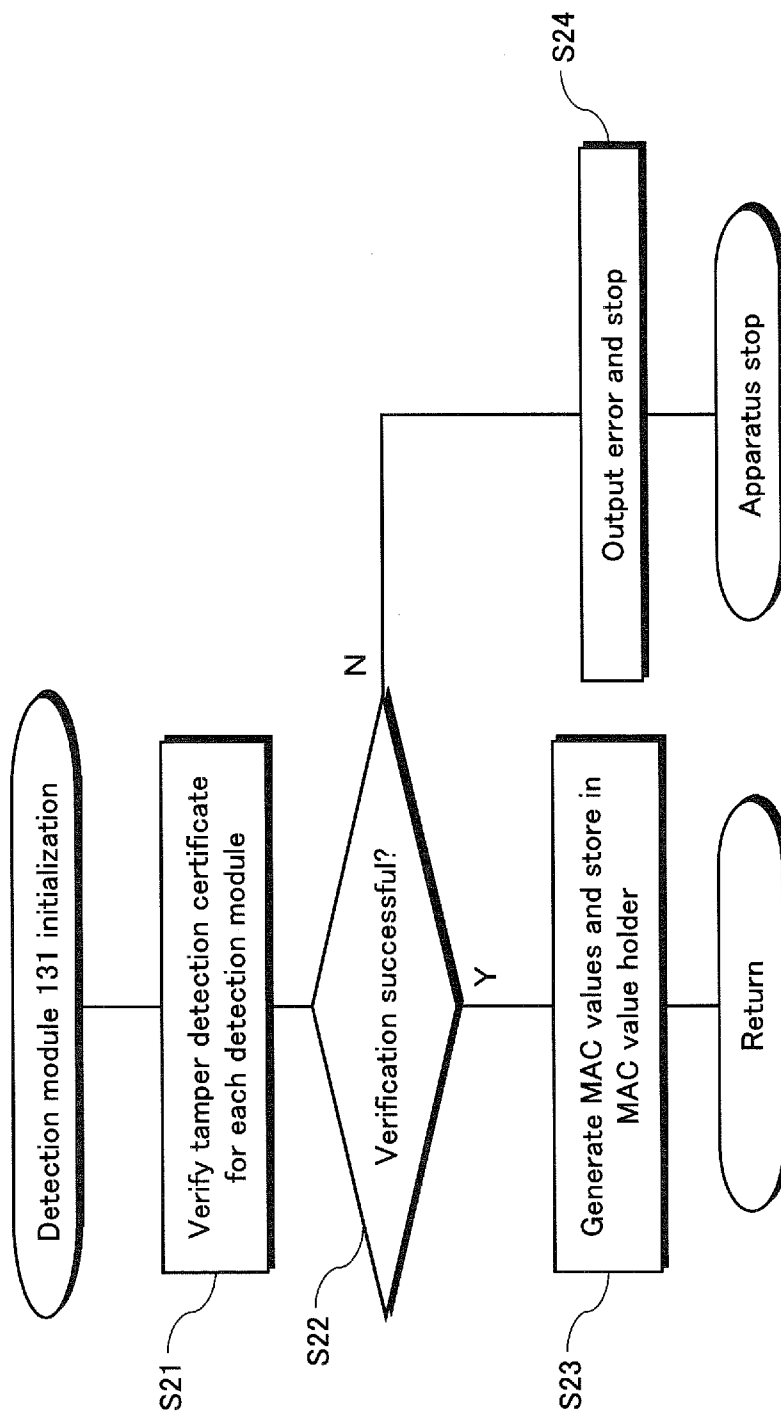 Detection module 131 initialization
S21
Verify tamper detection certificate
for each detection module
S22
Verification successful?
N
Y
S23
Generate MAC values and store in
MAC value holder
S24
Output error and stop
Return
Apparatus stop